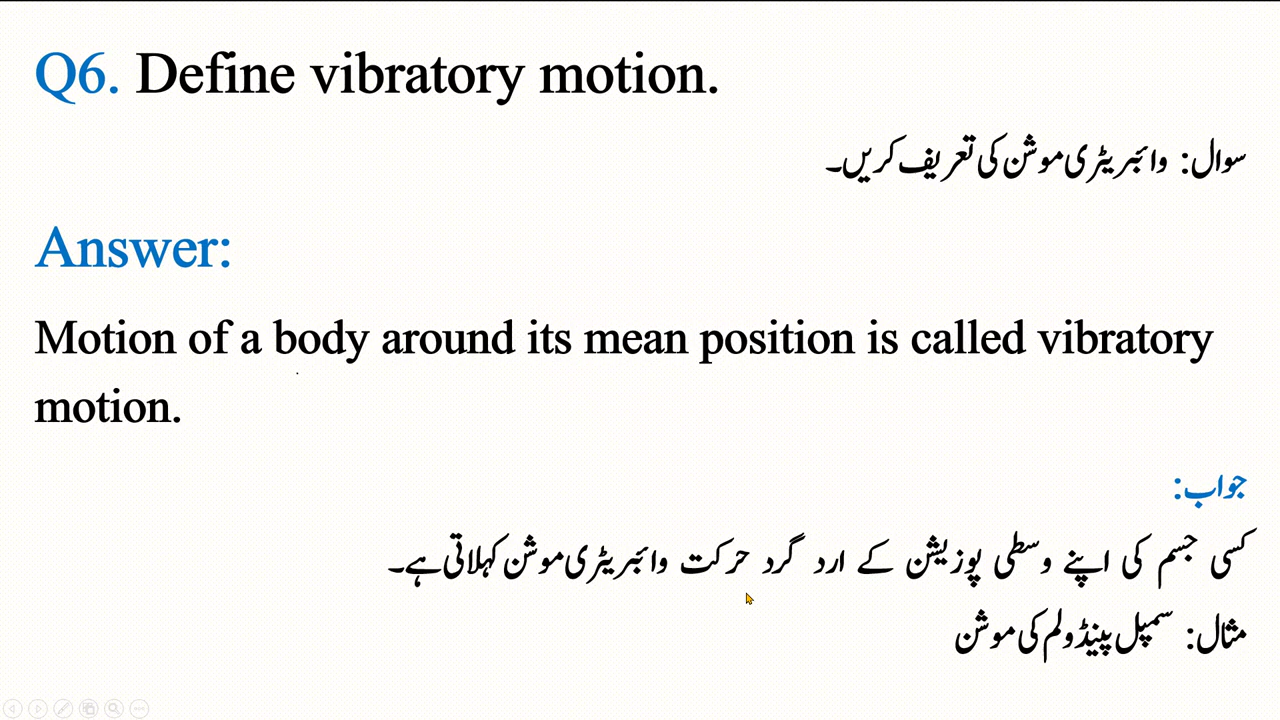 Q6. Define vibratory motion.
سوال: وائبریٹری موشن کی تعریف کریں۔
Answer:
Motion of a body around its mean position is called vibratory
motion.
جواب:
کسی جسم کی اپنے وسطی پوزیشن کے ارد گرد حرکت وائبریٹری موشن کہلاتی ہے۔
مثال: سمپل پینڈولم کی موشن